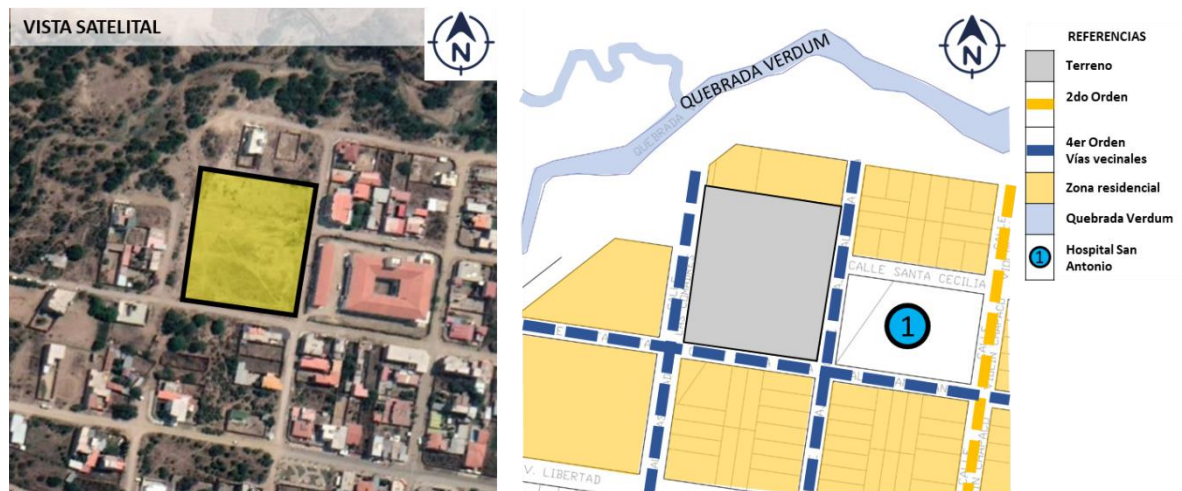 VISTA SATELITAL
N
N
QUEBRADA VERDUM
QUEBRADA
CALLE SANTA CECILIA
1
V. LIBERTAD
REFERENCIAS
Terreno
2do Orden
4er Orden
Vías vecinales
Zona residencial
Quebrada Verdum
1
Hospital San
Antonio